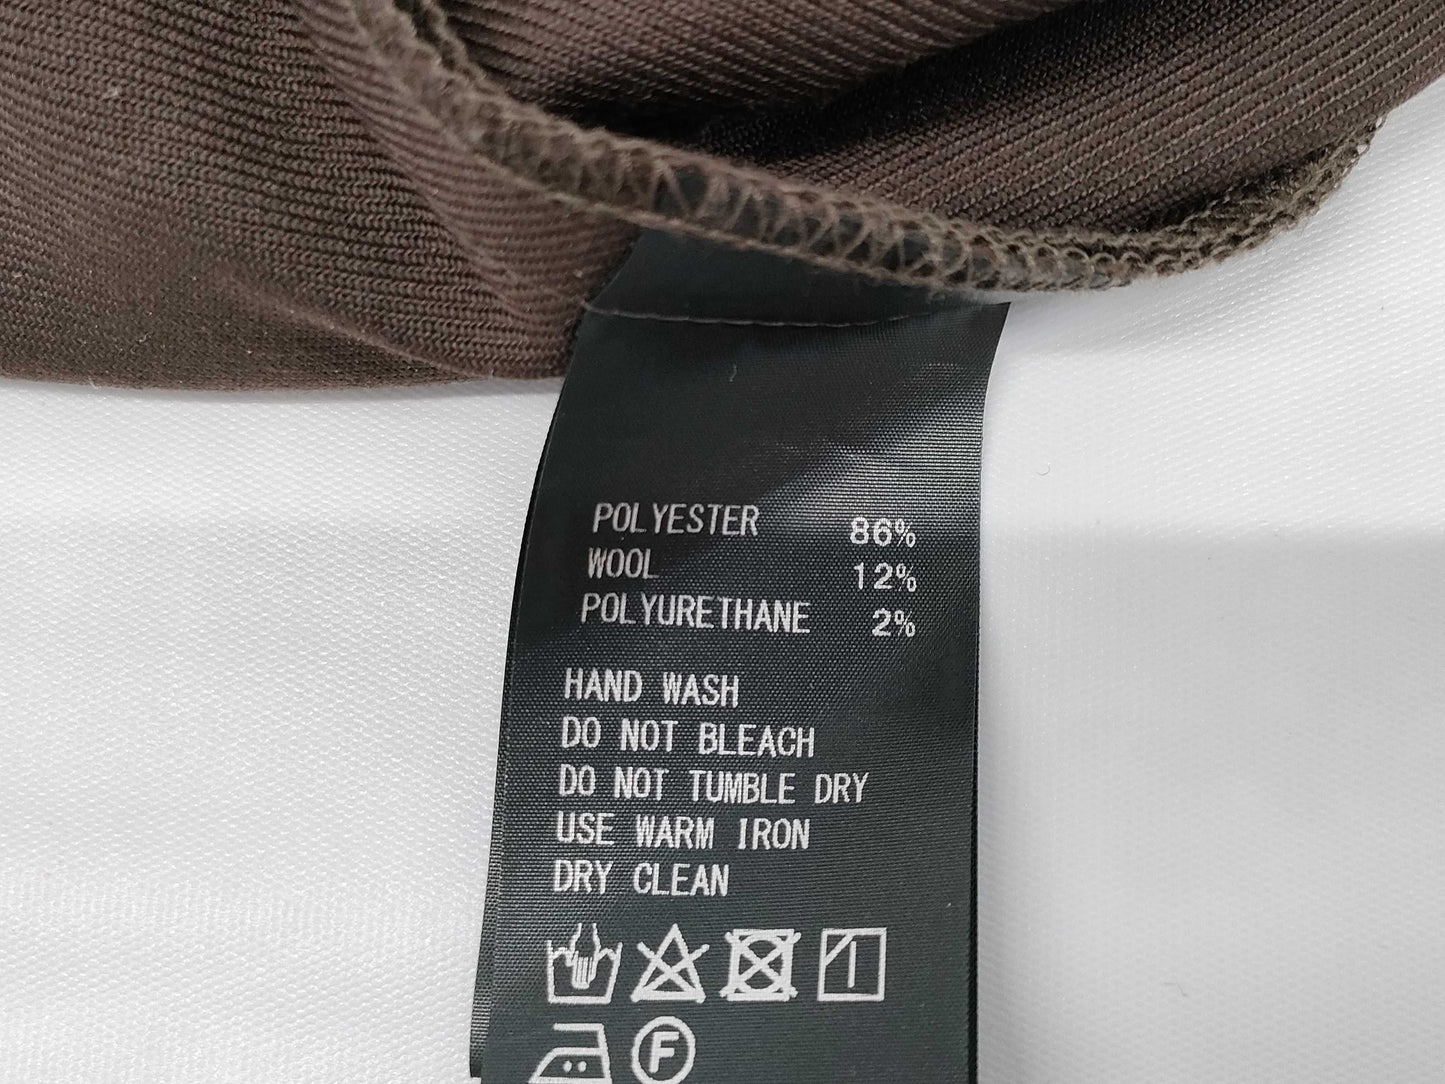 POLYESTER 86%
WOOL 12%
POLYURETHANE 2%
HAND WASH
DO NOT BLEACH
DO NOT TUMBLE DRY
USE WARM IRON
DRY CLEAN
F